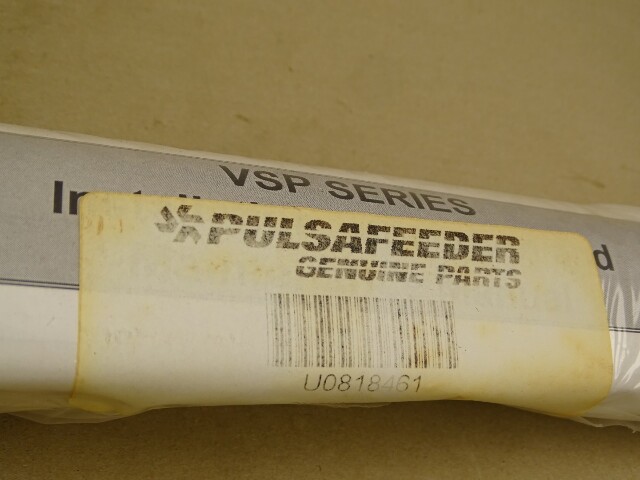 VSP SERIES
PULSAFEEDER
GENUINE PARTS
U0818461